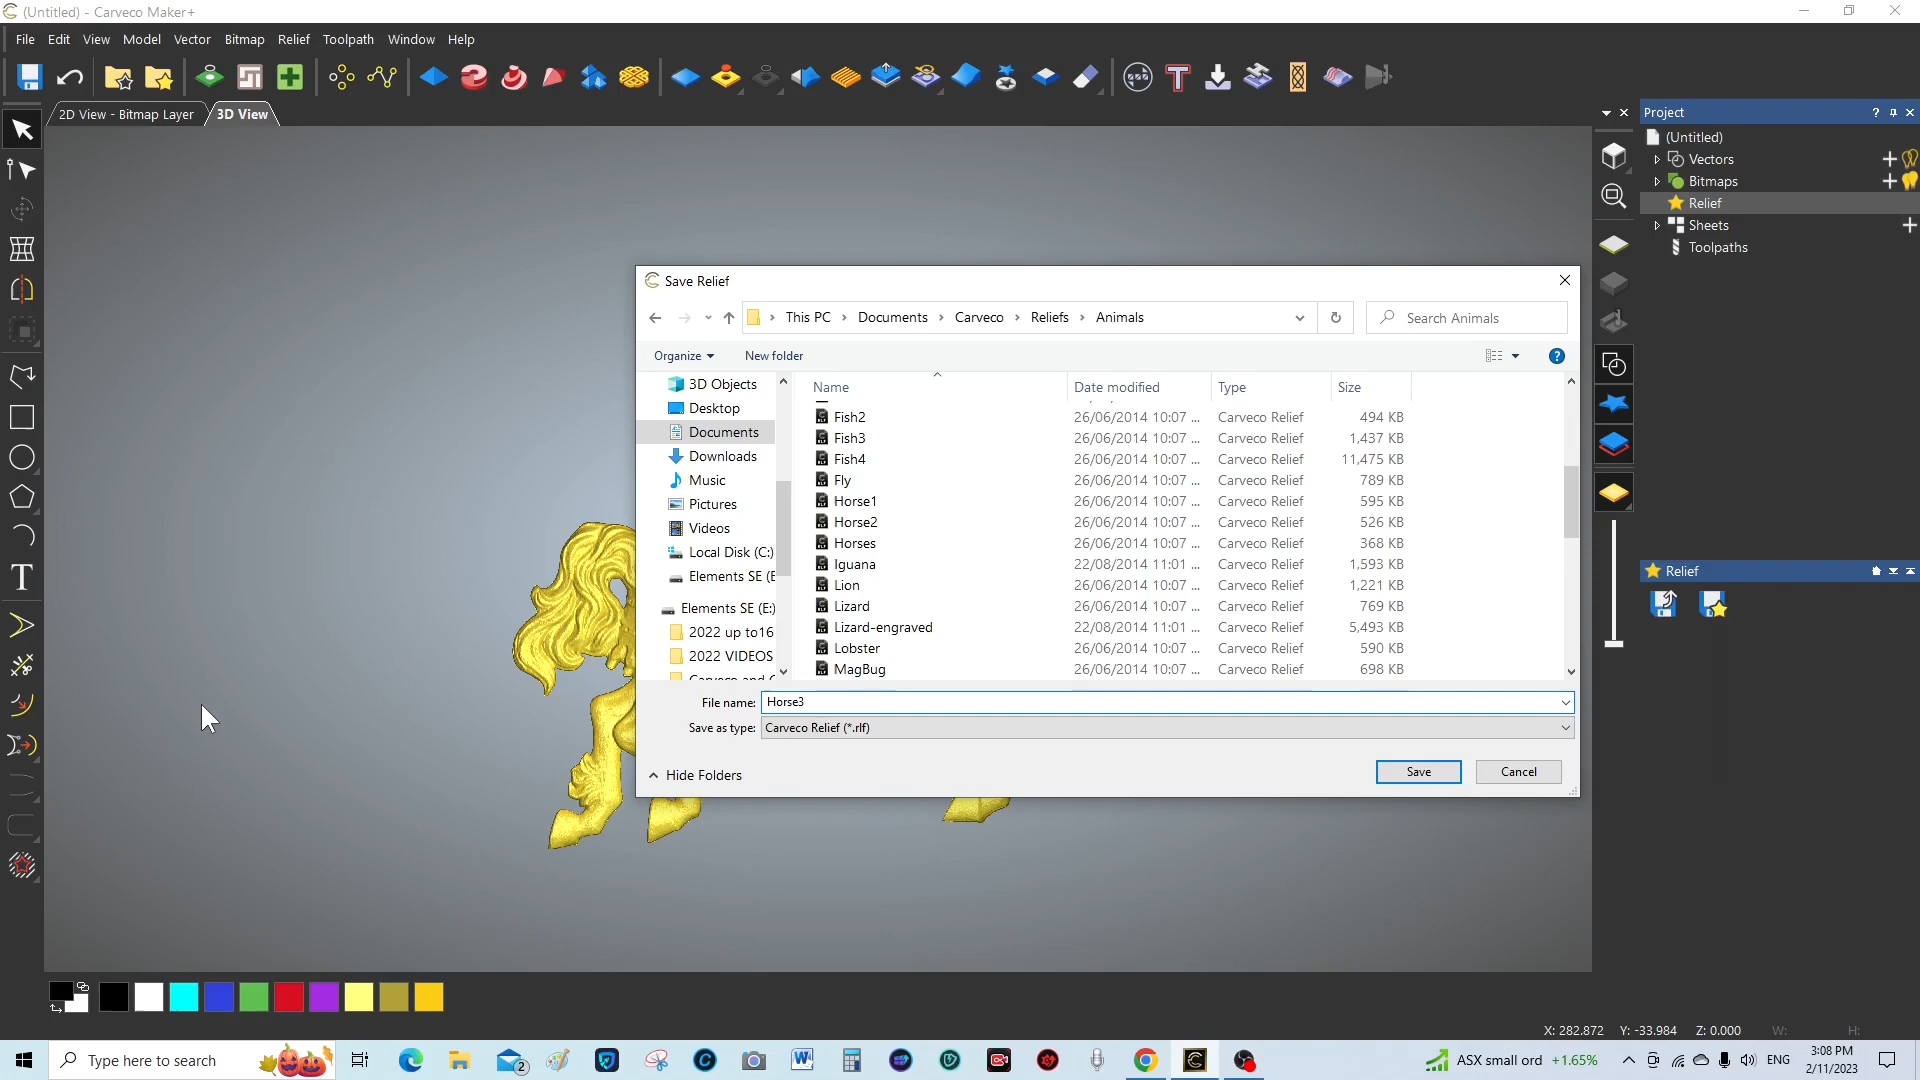 (Untitled) - Carveco Maker+
File Edit View Model Vector Bitmap Relief Toolpath Window Help
2D View - Bitmap Layer 3D View
Project
(Untitled)
Vectors
Bitmaps
Relief
Sheets
Toolpaths
Relief
Save Relief
This PC Documents Carveco Reliefs Animals
Search Animals
Organize New folder
3D Objects
Desktop
Documents
Downloads
Music
Pictures
Videos
Local Disk (C:)
Elements SE (E
Elements SE (E:)
2022 up to16
2022 VIDEOS
Name Date modified Type Size
Fish2 26/06/2014 10:07 ... Carveco Relief 494 KB
Fish3 26/06/2014 10:07 ... Carveco Relief 1,437 KB
Fish4 26/06/2014 10:07 ... Carveco Relief 11,475 KB
Fly 26/06/2014 10:07 ... Carveco Relief 789 KB
Horse1 26/06/2014 10:07 ... Carveco Relief 595 KB
Horse2 26/06/2014 10:07 ... Carveco Relief 526 KB
Horses 26/06/2014 10:07 ... Carveco Relief 368 KB
Iguana 22/08/2014 11:01 ... Carveco Relief 1,593 KB
Lion 26/06/2014 10:07 ... Carveco Relief 1,221 KB
Lizard 26/06/2014 10:07 ... Carveco Relief 769 KB
Lizard-engraved 22/08/2014 11:01 ... Carveco Relief 5,493 KB
Lobster 26/06/2014 10:07 ... Carveco Relief 590 KB
MagBug 26/06/2014 10:07 ... Carveco Relief 698 KB
File name: Horse3
Save as type: Carveco Relief (*.rlf)
Hide Folders
Save Cancel
X: 282.872 Y: -33.984 Z: 0.000 W: H:
Type here to search
2
ASX small ord +1.65%
ENG
3:08 PM
2/11/2023